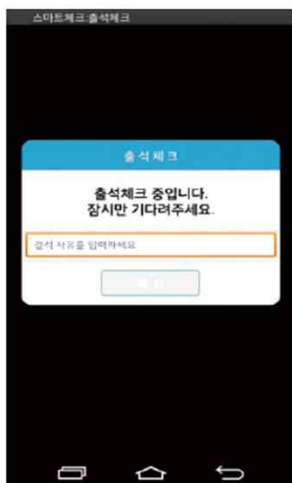 스마트체크:출석체크
출석체크
출석체크 중입니다.
잠시만 기다려주세요.
결석 사유를 입력하세요